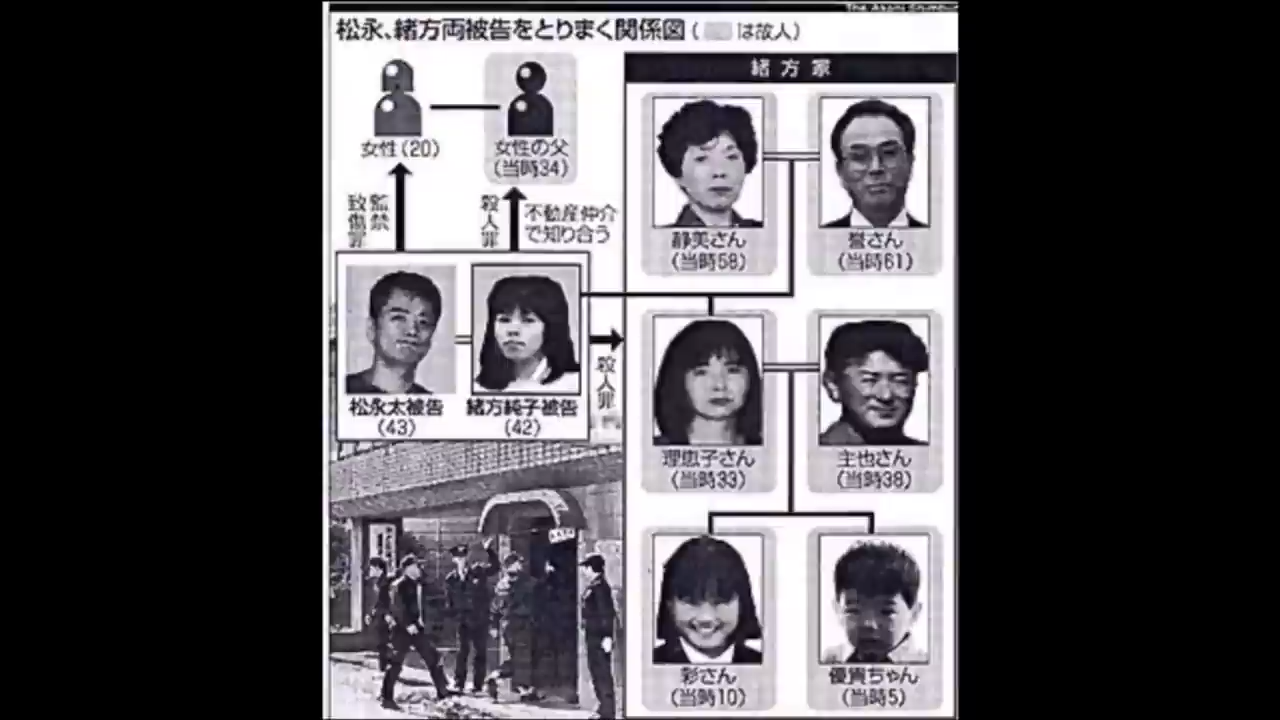 The Asahi Shimbun
松永、緒方両被告をとりまく関係図(　は故人)
女性(20)
女性の父
(当時34)
監禁
致傷罪
殺人罪
不動産仲介
で知り合う
松永太被告
(43)
緒方純子被告
(42)
殺人罪
緒方家
静美さん
(当時58)
誉さん
(当時61)
理恵子さん
(当時33)
主也さん
(当時38)
彩さん
(当時10)
優貴ちゃん
(当時5)